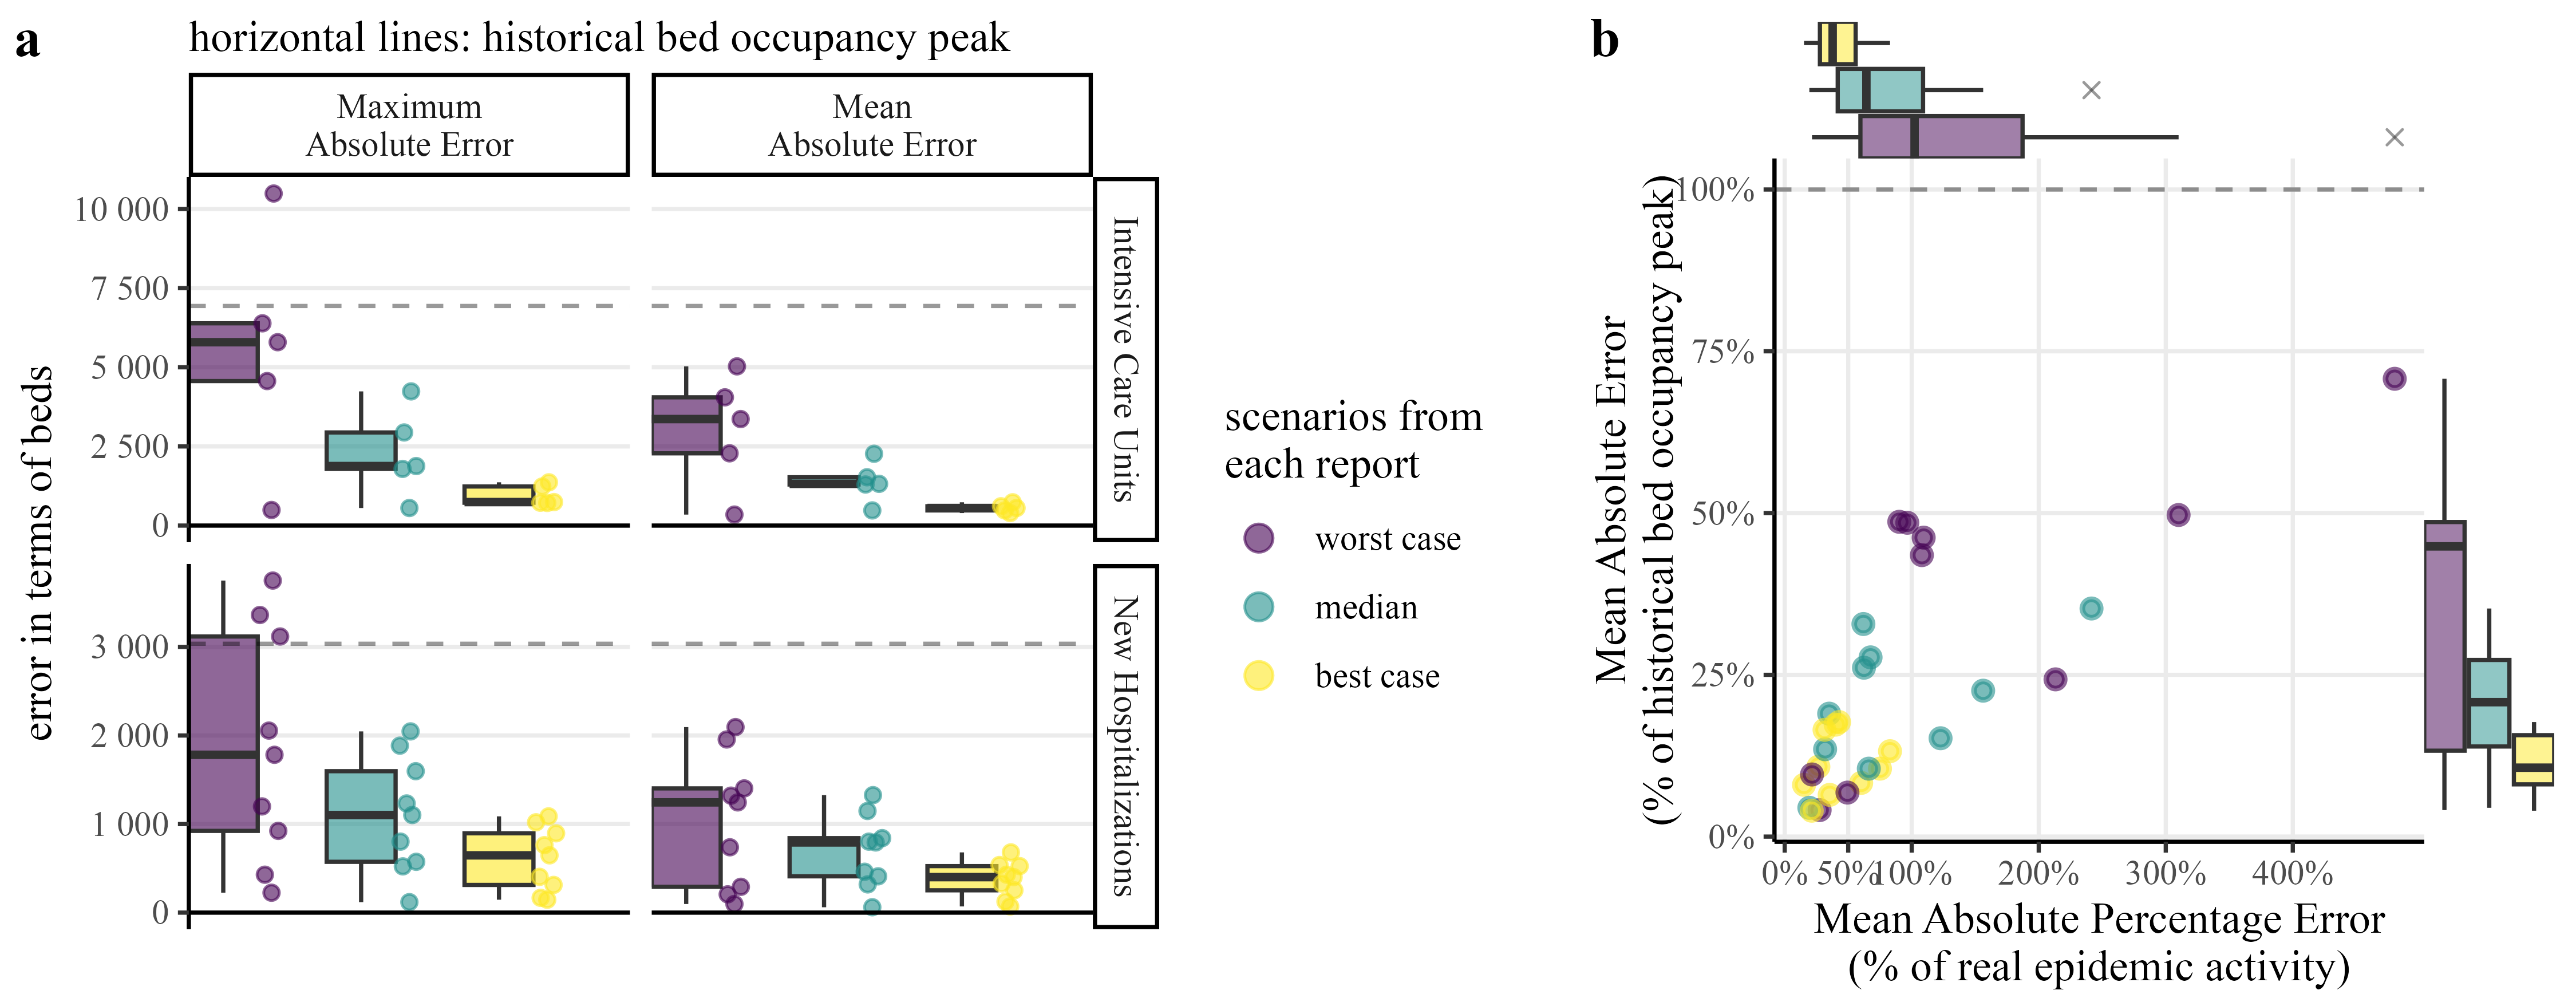 a
horizontal lines: historical bed occupancy peak
Maximum
Absolute Error
Mean
Absolute Error
error in terms of beds
10 000
7 500
5 000
2 500
0
Intensive Care Units
3 000
2 000
1 000
0
New Hospitalizations
scenarios from
each report
worst case
median
best case
b
Mean Absolute Error
(% of historical bed occupancy peak)
100%
75%
50%
25%
0%
0% 50% 100% 200% 300% 400%
Mean Absolute Percentage Error
(% of real epidemic activity)